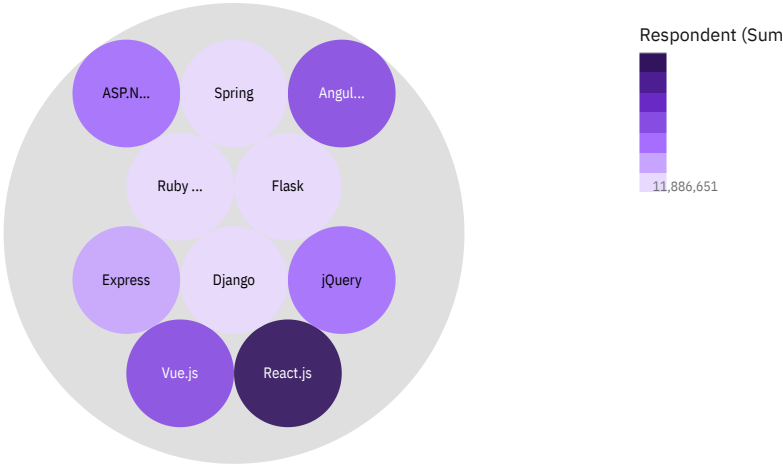 Respondent (Sum
ASP.N...
Spring
Angul...
11,886,651
Ruby ...
Flask
Express
Django
jQuery
Vue.js
React.js